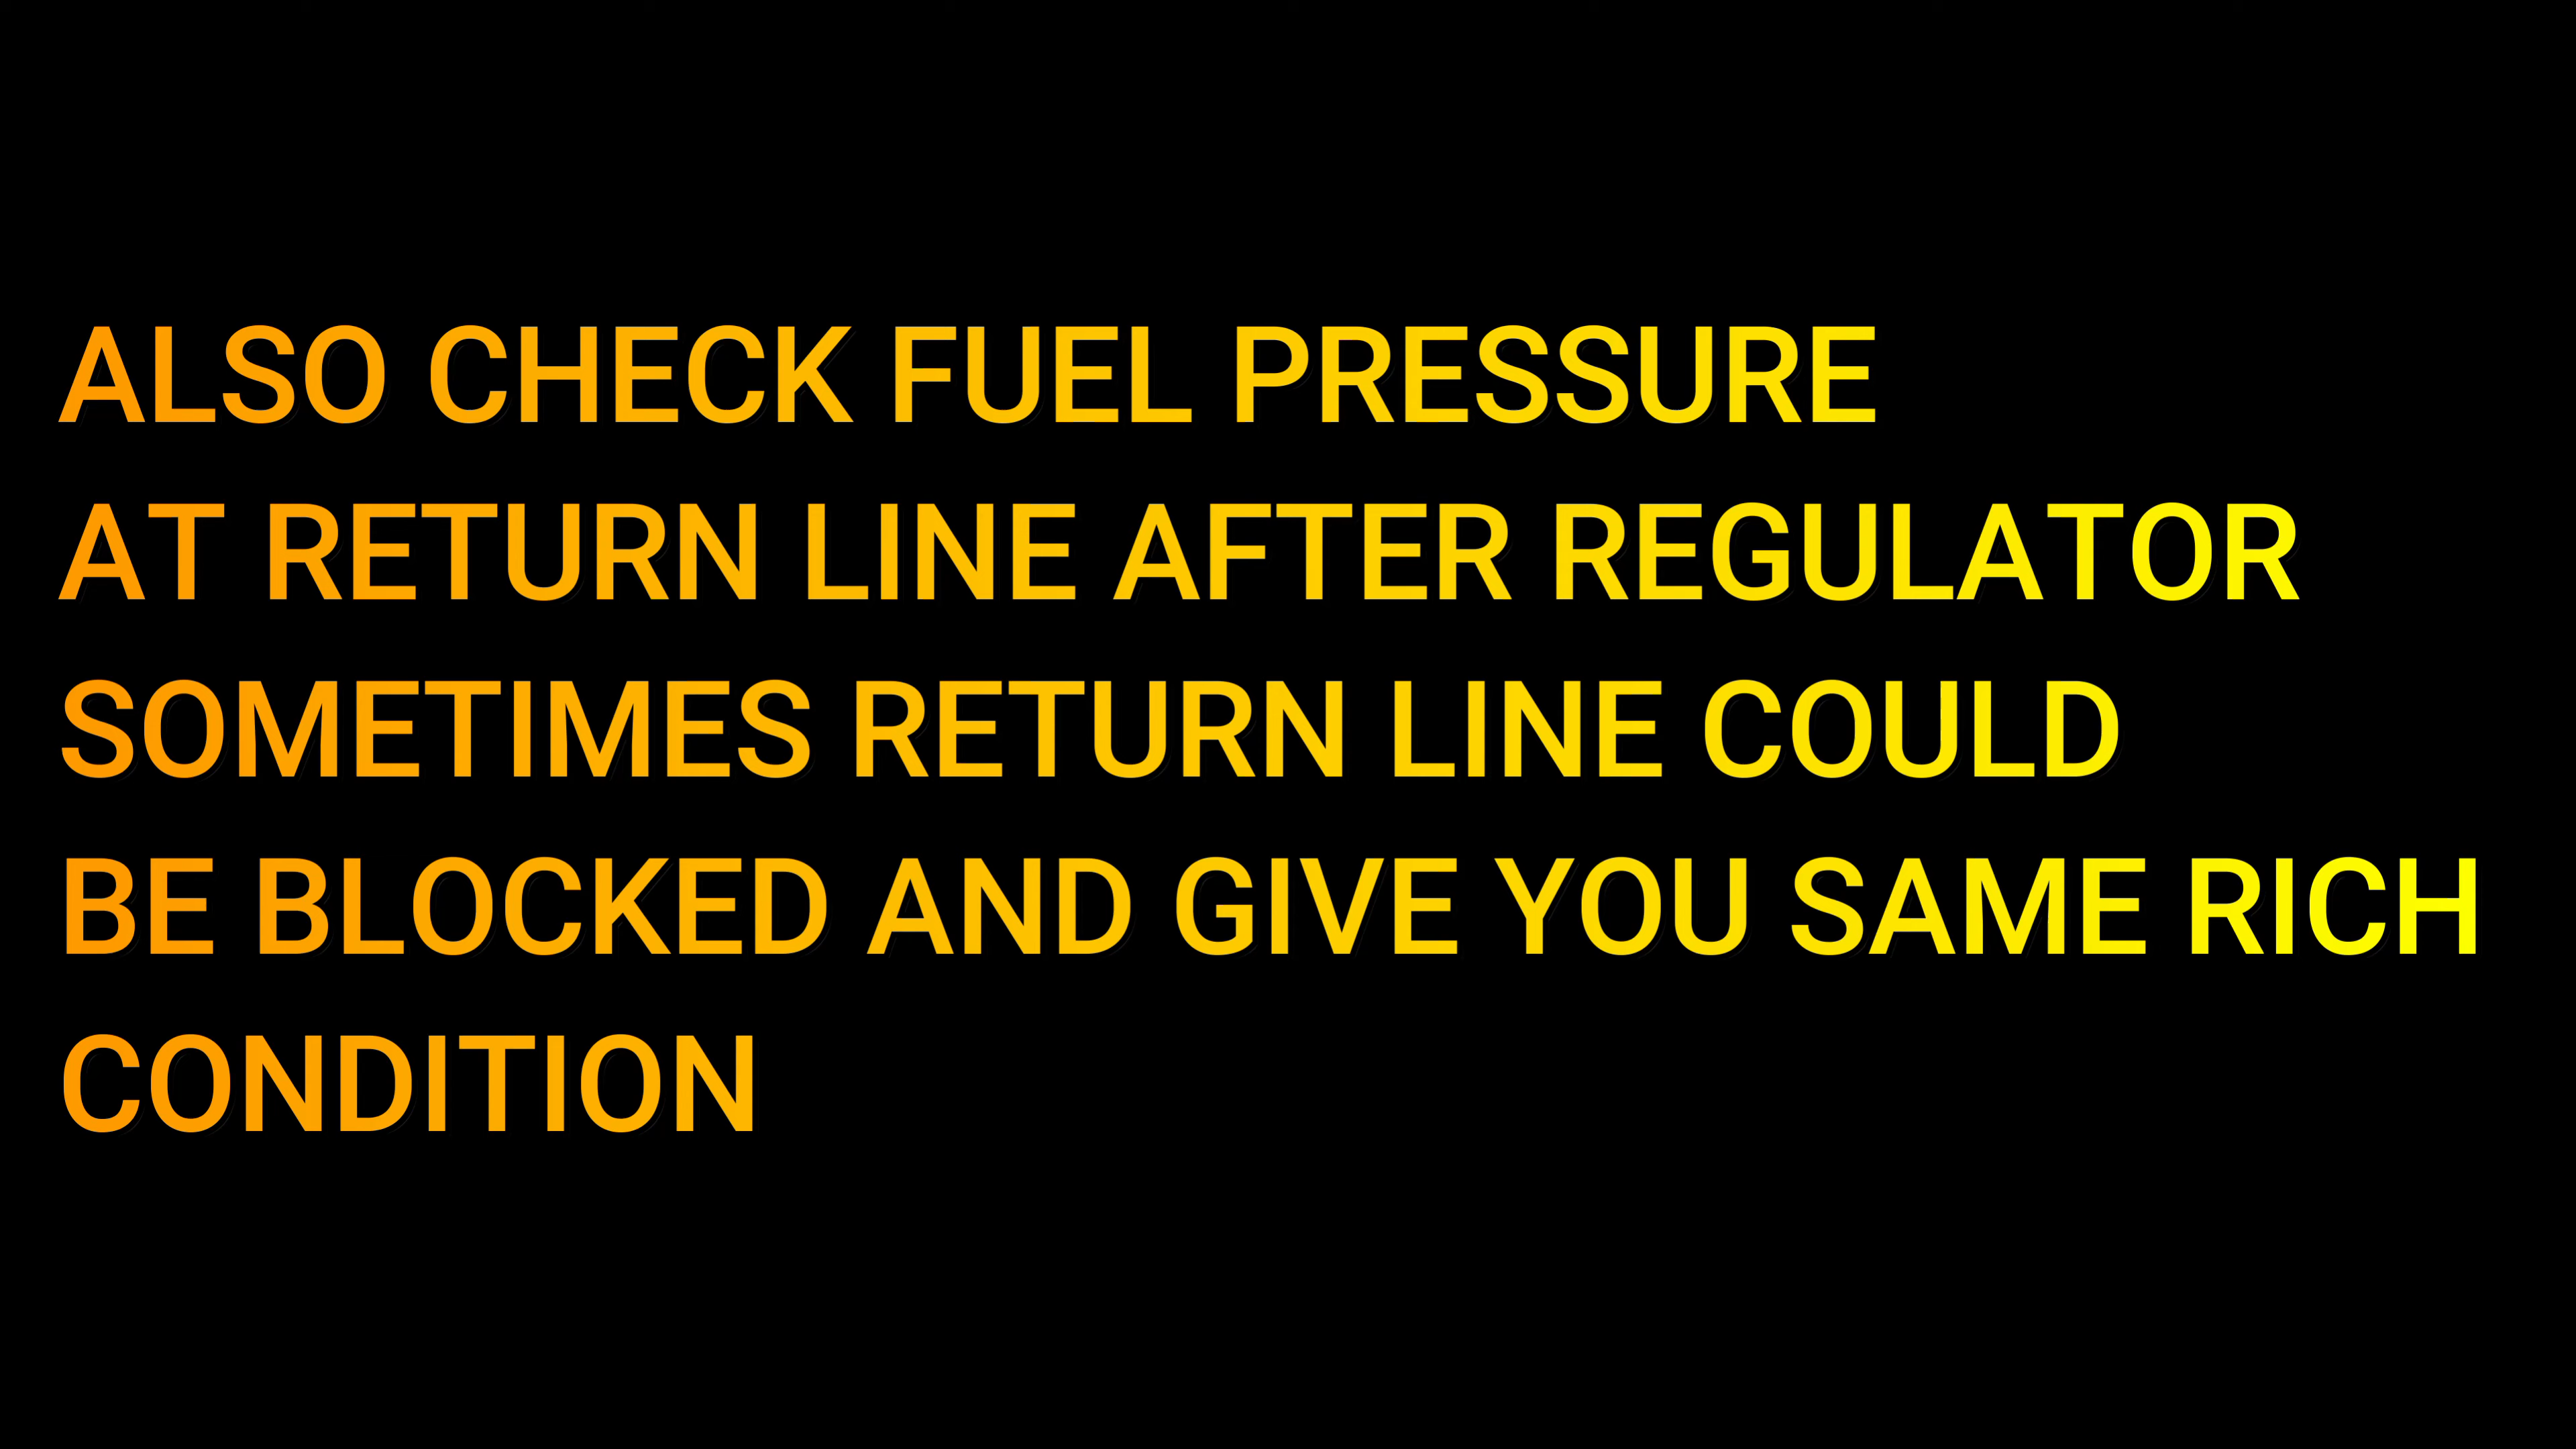 ALSO CHECK FUEL PRESSURE
AT RETURN LINE AFTER REGULATOR
SOMETIMES RETURN LINE COULD
BE BLOCKED AND GIVE YOU SAME RICH
CONDITION